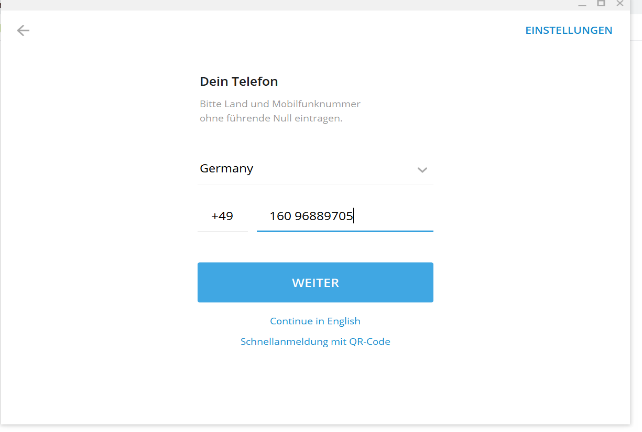 EINSTELLUNGEN
Dein Telefon
Bitte Land und Mobilfunknummer
ohne führende Null eintragen.
Germany
+49 160 96889705
WEITER
Continue in English
Schnellanmeldung mit QR-Code